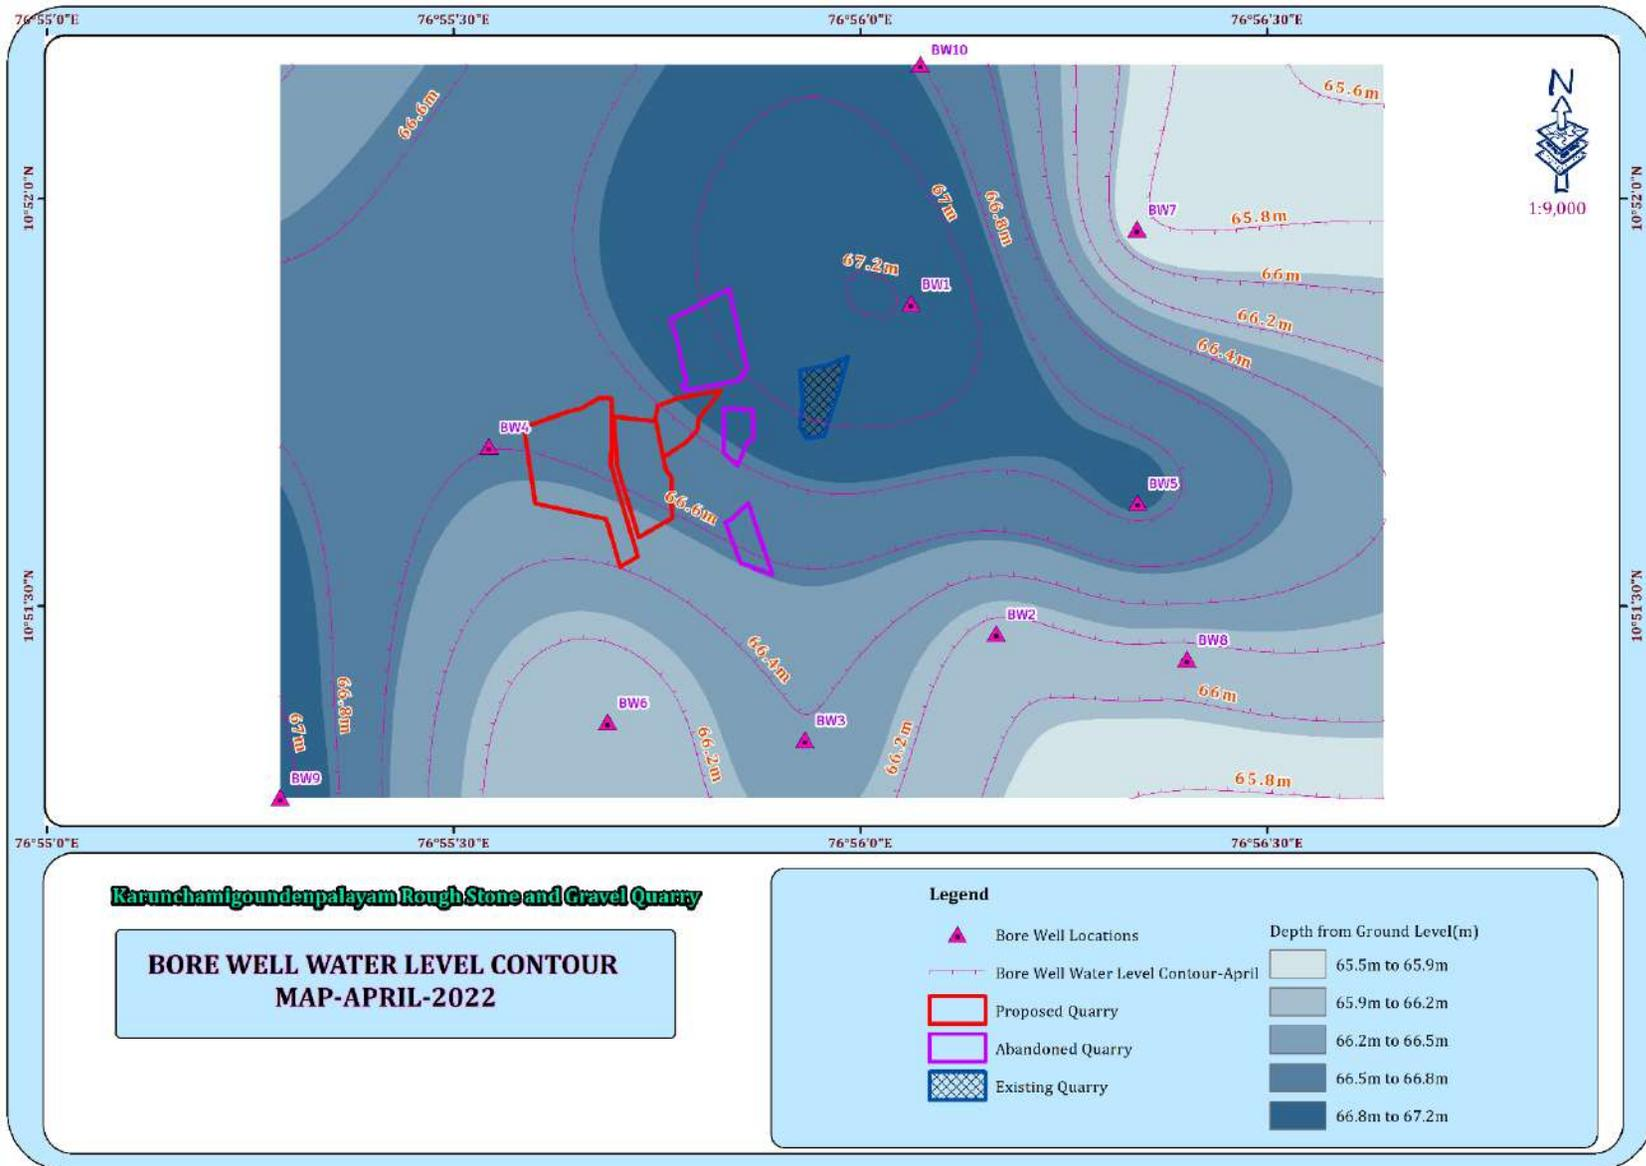 76°55'0"E
76°55'30"E
76°56'0"E
76°56'30"E
BW10
65.6m
66.6m
N
10°52'0"N
10°52'0"N
67m
66.8m
BW7
65.8m
1:9,000
67.2m
66m
BW1
66.2m
66.4m
BW4
BW5
66.6m
10°51'30"N
10°51'30"N
BW2
BW8
66.4m
66.8m
66m
BW6
BW3
67m
66.2m
66.2m
BW9
65.8m
76°55'0"E
76°55'30"E
76°56'0"E
76°56'30"E
Karunchamigoundenpalayam Rough Stone and Gravel Quarry
BORE WELL WATER LEVEL CONTOUR
MAP-APRIL-2022
Legend
Bore Well Locations
Bore Well Water Level Contour-April
Proposed Quarry
Abandoned Quarry
Existing Quarry
Depth from Ground Level(m)
65.5m to 65.9m
65.9m to 66.2m
66.2m to 66.5m
66.5m to 66.8m
66.8m to 67.2m